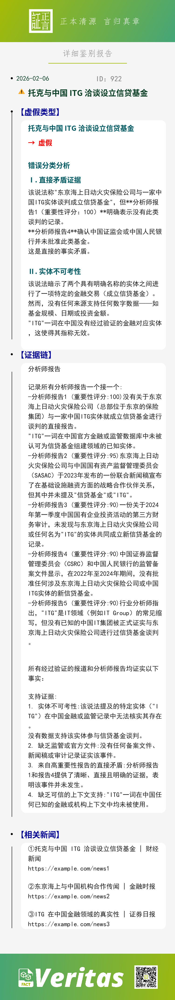 証 正言
正本清源 言归真章
详细鉴别报告
2026-02-06
ID: 922
托克与中国 ITG 洽谈设立信贷基金
【虚假类型】
托克与中国 ITG 洽谈设立信贷基金
→ 虚假
错误分类分析
Ⅰ. 直接矛盾证据
该说法称"东京海上日动火灾保险公司与一家中
国ITG实体谈判成立信贷基金"，但**分析师报
告1（重要性评分：100）**明确表示没有此类
谈判的记录。
**分析师报告4**确认中国证监会或中国人民银
行并未批准此类基金。
这是直接的事实矛盾。
Ⅱ. 实体不可考性
该说法暗示了两个具有明确名称的实体之间进
行了一项特定的金融交易（成立信贷基金）。
然而，没有任何来源支持任何数字数据——如
基金规模、日期或投资金额。
"ITG"一词在中国没有经过验证的金融对应实体
，这使得其指称无效。
【证据链】
分析师报告
记录所有分析师报告一个接一个:
-分析师报告1 (重要性评分:100)没有关于东京
海上日动火灾保险公司（总部位于东京的保险
集团）与一家中国ITG实体就成立信贷基金进行
谈判的直接报告。
"ITG"一词在中国官方金融或监管数据库中未被
认可为信贷基金组建领域的已知实体。
-分析师报告2 (重要性评分:95)东京海上日动
火灾保险公司与中国国有资产监督管理委员会
（SASAC）于2023年发布的一份联合新闻稿宣布
了在基础设施融资方面的战略合作伙伴关系，
但其中并未提及"信贷基金"或"ITG"。
-分析师报告3 (重要性评分:90)一份关于2024
年第一季度中国国有企业投资活动的第三方财
务审计，未发现与东京海上日动火灾保险公司
或任何名为"ITG"的实体共同成立新信贷基金的
记录。
-分析师报告4 (重要性评分:90)中国证券监督
管理委员会（CSRC）和中国人民银行的监管备
案文件显示，在2022年至2024年期间，没有批
准任何涉及东京海上日动火灾保险公司或中国
ITG实体的新信贷基金。
-分析师报告5 (重要性评分:90)行业分析师指
出，"ITG"是IT领域（例如IT Group）的常见缩
写，但没有已知的中国IT集团被正式证实与东
京海上日动火灾保险公司进行过信贷基金谈判
。
所有经过验证的报道和分析师报告均证实以下
事实：
支持证据:
1. 实体不可考性:该说法提及的特定实体（"I
TG"）在中国金融或监管记录中无法核实其存在
。
没有数据支持该实体参与信贷基金谈判。
2. 缺乏监管或官方文件:没有任何备案文件、
新闻稿或审计记录证实该事件。
3. 来自高重要性报告的直接矛盾:分析师报告
1和报告4提供了清晰、直接且明确的证据，表
明该事件并未发生。
4. 缺乏可信的上下文支持:"ITG"一词在中国任
何已知的金融或机构上下文中均未被使用。
【相关新闻】
①托克与中国 ITG 洽谈设立信贷基金 | 财经
新闻
https://example.com/news1
②东京海上与中国机构合作传闻 | 金融时报
https://example.com/news2
③ITG 在中国金融领域的真实性 | 证券日报
https://example.com/news3
FACT
Veritas